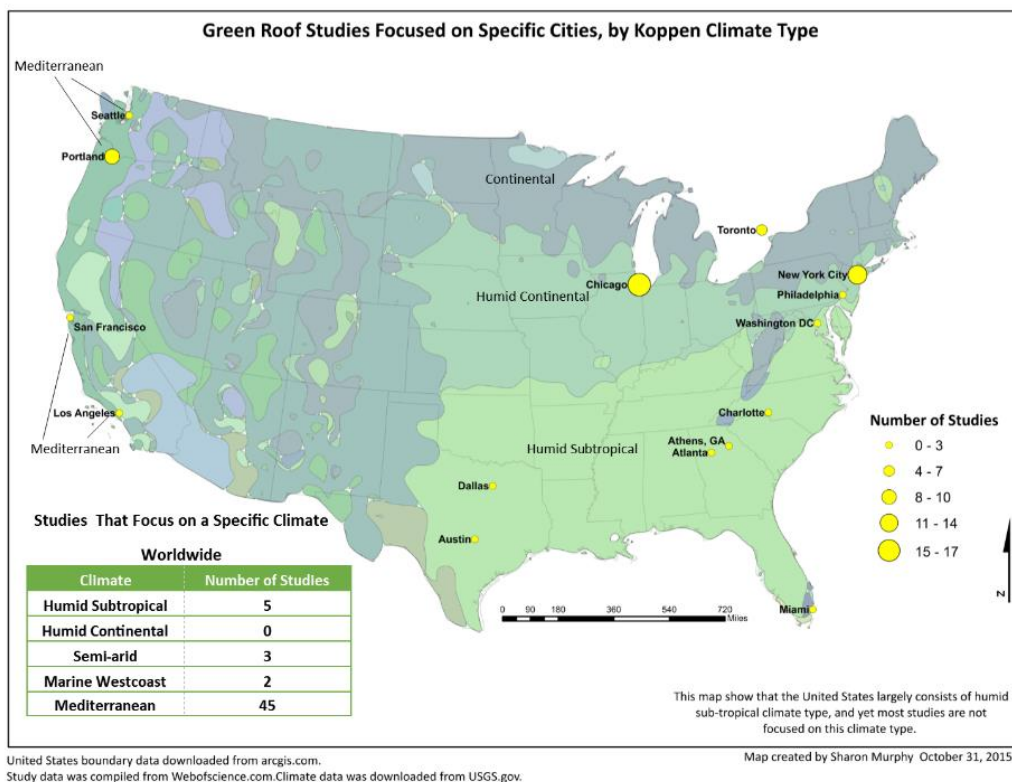 Green Roof Studies Focused on Specific Cities, by Koppen Climate Type
Mediterranean
Seattle
Portland
Continental
Toronto
New York City
Chicago
Humid Continental
Philadelphia
Washington DC
San Francisco
Los Angeles
Charlotte
Mediterranean
Humid Subtropical
Athens, GA
Atlanta
Dallas
Austin
Miami
Number of Studies
0 - 3
4 - 7
8 - 10
11 - 14
15 - 17
N
0 90 180 360 540 720
Miles
Studies That Focus on a Specific Climate
Worldwide
Climate Number of Studies
Humid Subtropical 5
Humid Continental 0
Semi-arid 3
Marine Westcoast 2
Mediterranean 45
This map show that the United States largely consists of humid
sub-tropical climate type, and yet most studies are not
focused on this climate type.
United States boundary data downloaded from arcgis.com.
Study data was compiled from Webofscience.com.Climate data was downloaded from USGS.gov.
Map created by Sharon Murphy October 31, 2015